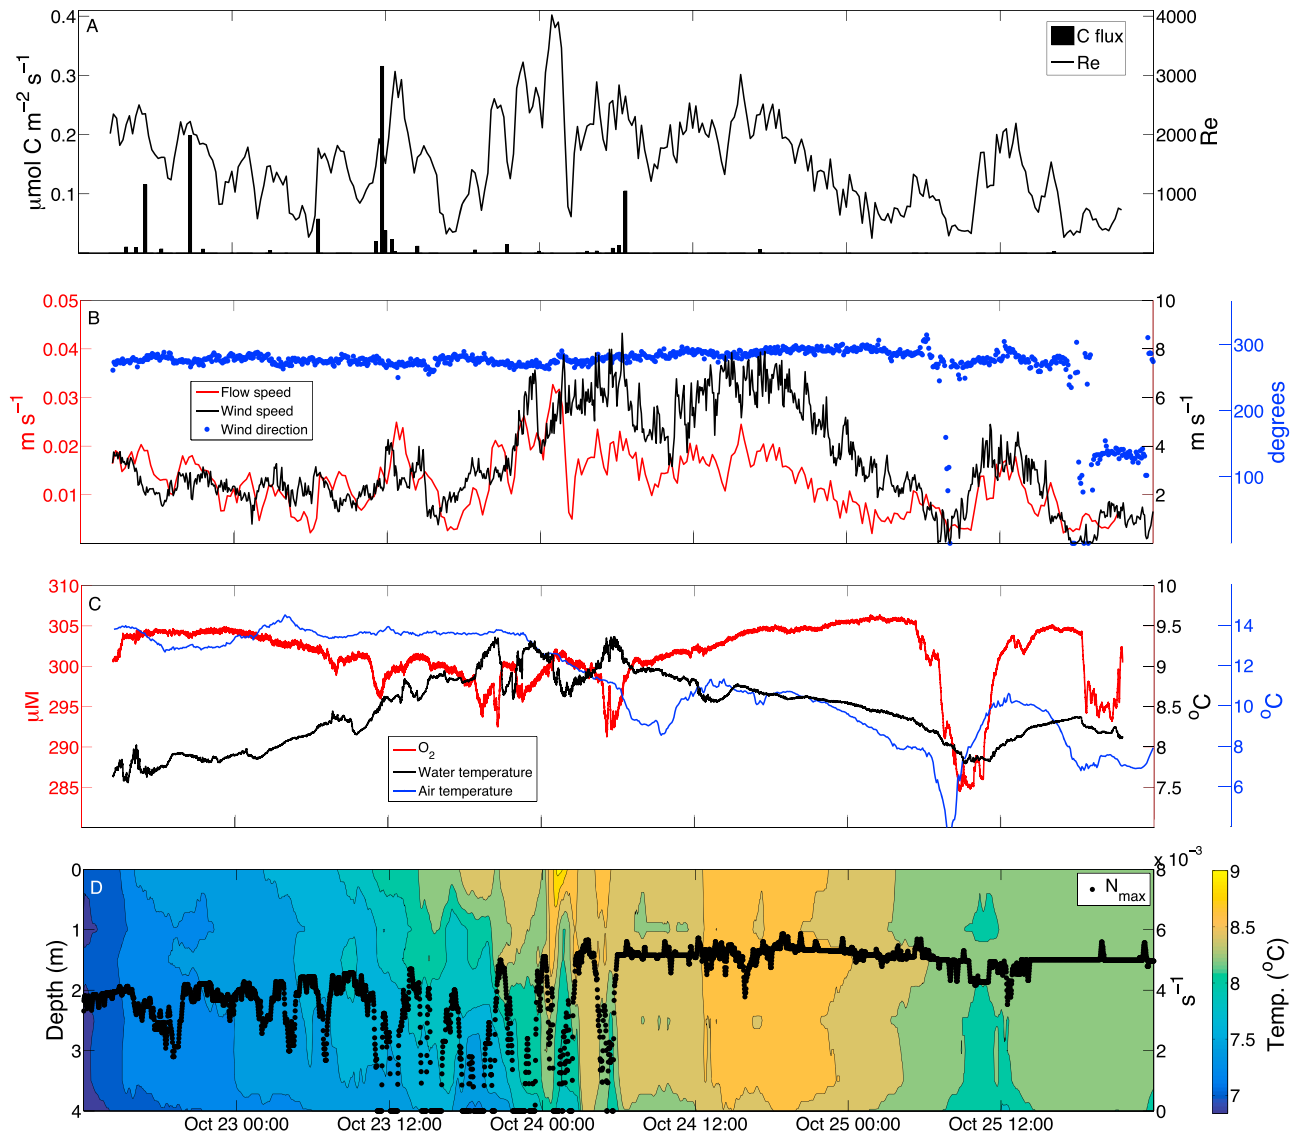 A
0.4
0.3
0.2
0.1
μmol C m⁻² s⁻¹
4000
3000
2000
1000
Re
C flux
Re
B
0.05
0.04
0.03
0.02
0.01
m s⁻¹
10
8
6
4
2
m s⁻¹
300
200
100
degrees
Flow speed
Wind speed
Wind direction
C
310
305
300
295
290
285
μM
10
9.5
9
8.5
8
7.5
°C
14
12
10
8
6
°C
O₂
Water temperature
Air temperature
D
0
1
2
3
4
Depth (m)
x 10⁻³
8
6
4
2
0
s⁻¹
N_max
9
8.5
8
7.5
7
Temp. (°C)
Oct 23 00:00 Oct 23 12:00 Oct 24 00:00 Oct 24 12:00 Oct 25 00:00 Oct 25 12:00